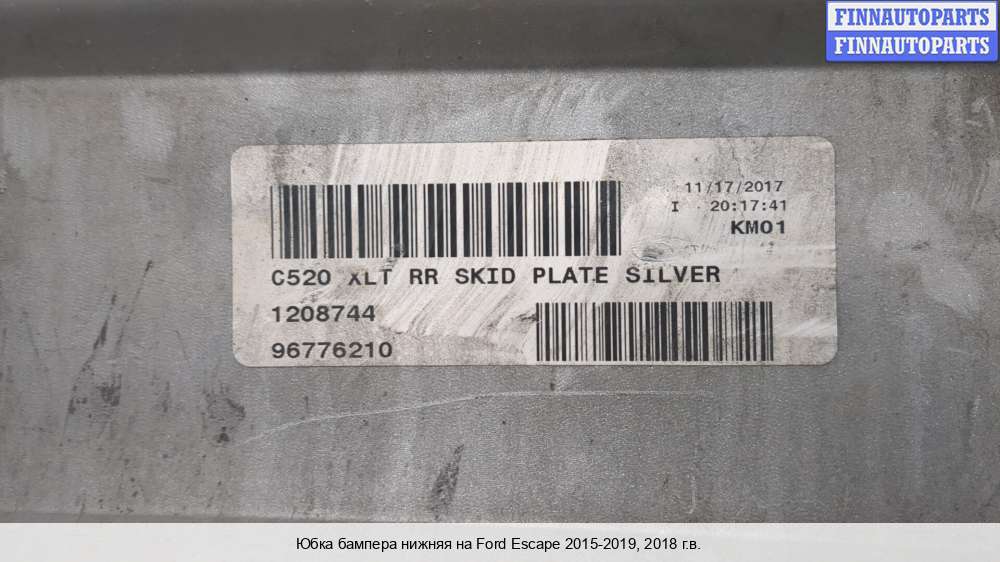 FINNAUTOPARTS
FINNAUTOPARTS
11/17/2017
I 20:17:41
KM01
C520 XLT RR SKID PLATE SILVER
1208744
96776210
Юбка бампера нижняя на Ford Escape 2015-2019, 2018 г.в.